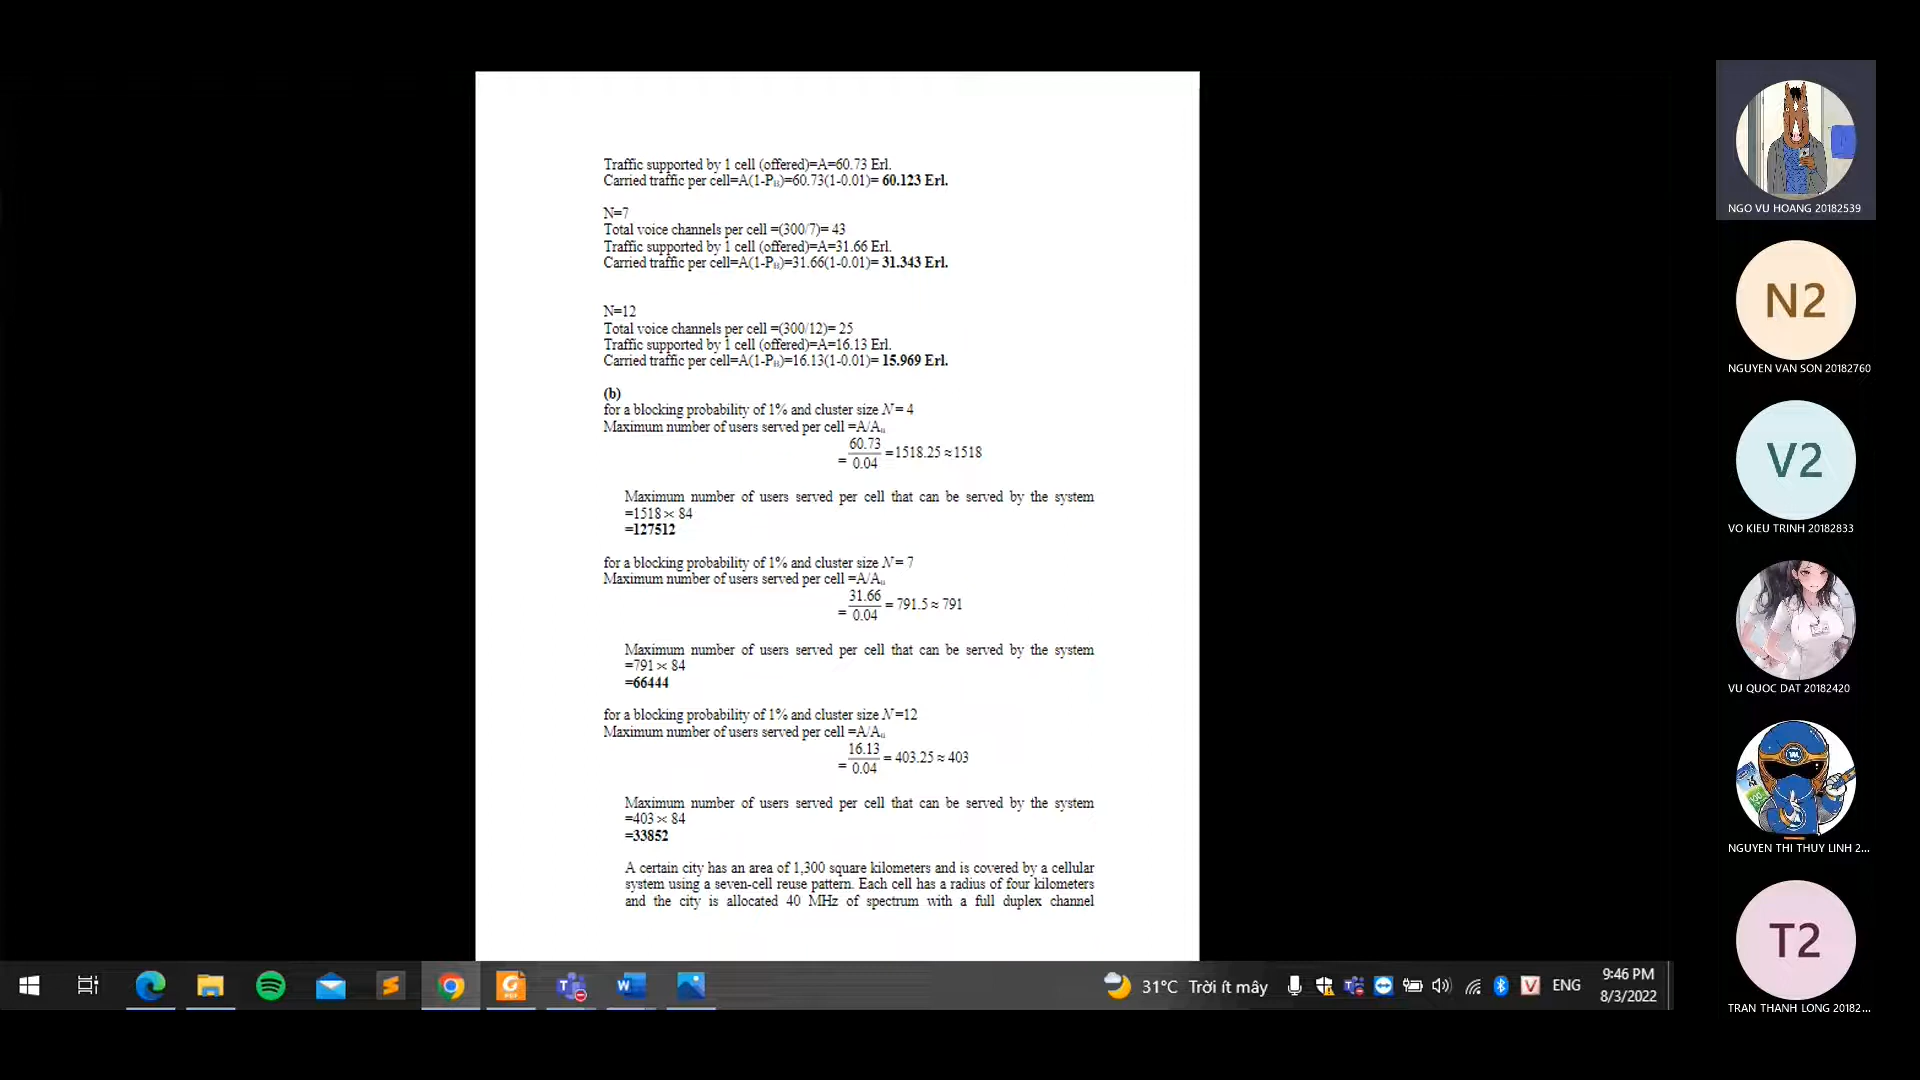 Traffic supported by 1 cell (offered)=A=60.73 Erl.
Carried traffic per cell=A(1-PB)=60.73(1-0.01)= 60.123 Erl.
N=7
Total voice channels per cell =(300/7)= 43
Traffic supported by 1 cell (offered)=A=31.66 Erl.
Carried traffic per cell=A(1-PB)=31.66(1-0.01)= 31.343 Erl.
N=12
Total voice channels per cell =(300/12)= 25
Traffic supported by 1 cell (offered)=A=16.13 Erl.
Carried traffic per cell=A(1-PB)=16.13(1-0.01)= 15.969 Erl.
(b)
for a blocking probability of 1% and cluster size N= 4
Maximum number of users served per cell =A/Au
= 60.73/0.04 =1518.25≈1518
Maximum number of users served per cell that can be served by the system
=1518× 84
=127512
for a blocking probability of 1% and cluster size N= 7
Maximum number of users served per cell =A/Au
= 31.66/0.04 = 791.5≈ 791
Maximum number of users served per cell that can be served by the system
=791× 84
=66444
for a blocking probability of 1% and cluster size N=12
Maximum number of users served per cell =A/Au
= 16.13/0.04 = 403.25≈ 403
Maximum number of users served per cell that can be served by the system
=403× 84
=33852
A certain city has an area of 1,300 square kilometers and is covered by a cellular
system using a seven-cell reuse pattern. Each cell has a radius of four kilometers
and the city is allocated 40 MHz of spectrum with a full duplex channel
31°C Trời ít mây
ENG
9:46 PM
8/3/2022
NGO VU HOANG 20182539
N2
NGUYEN VAN SON 20182760
V2
VO KIEU TRINH 20182833
VU QUOC DAT 20182420
NGUYEN THI THUY LINH 2...
T2
TRAN THANH LONG 20182...